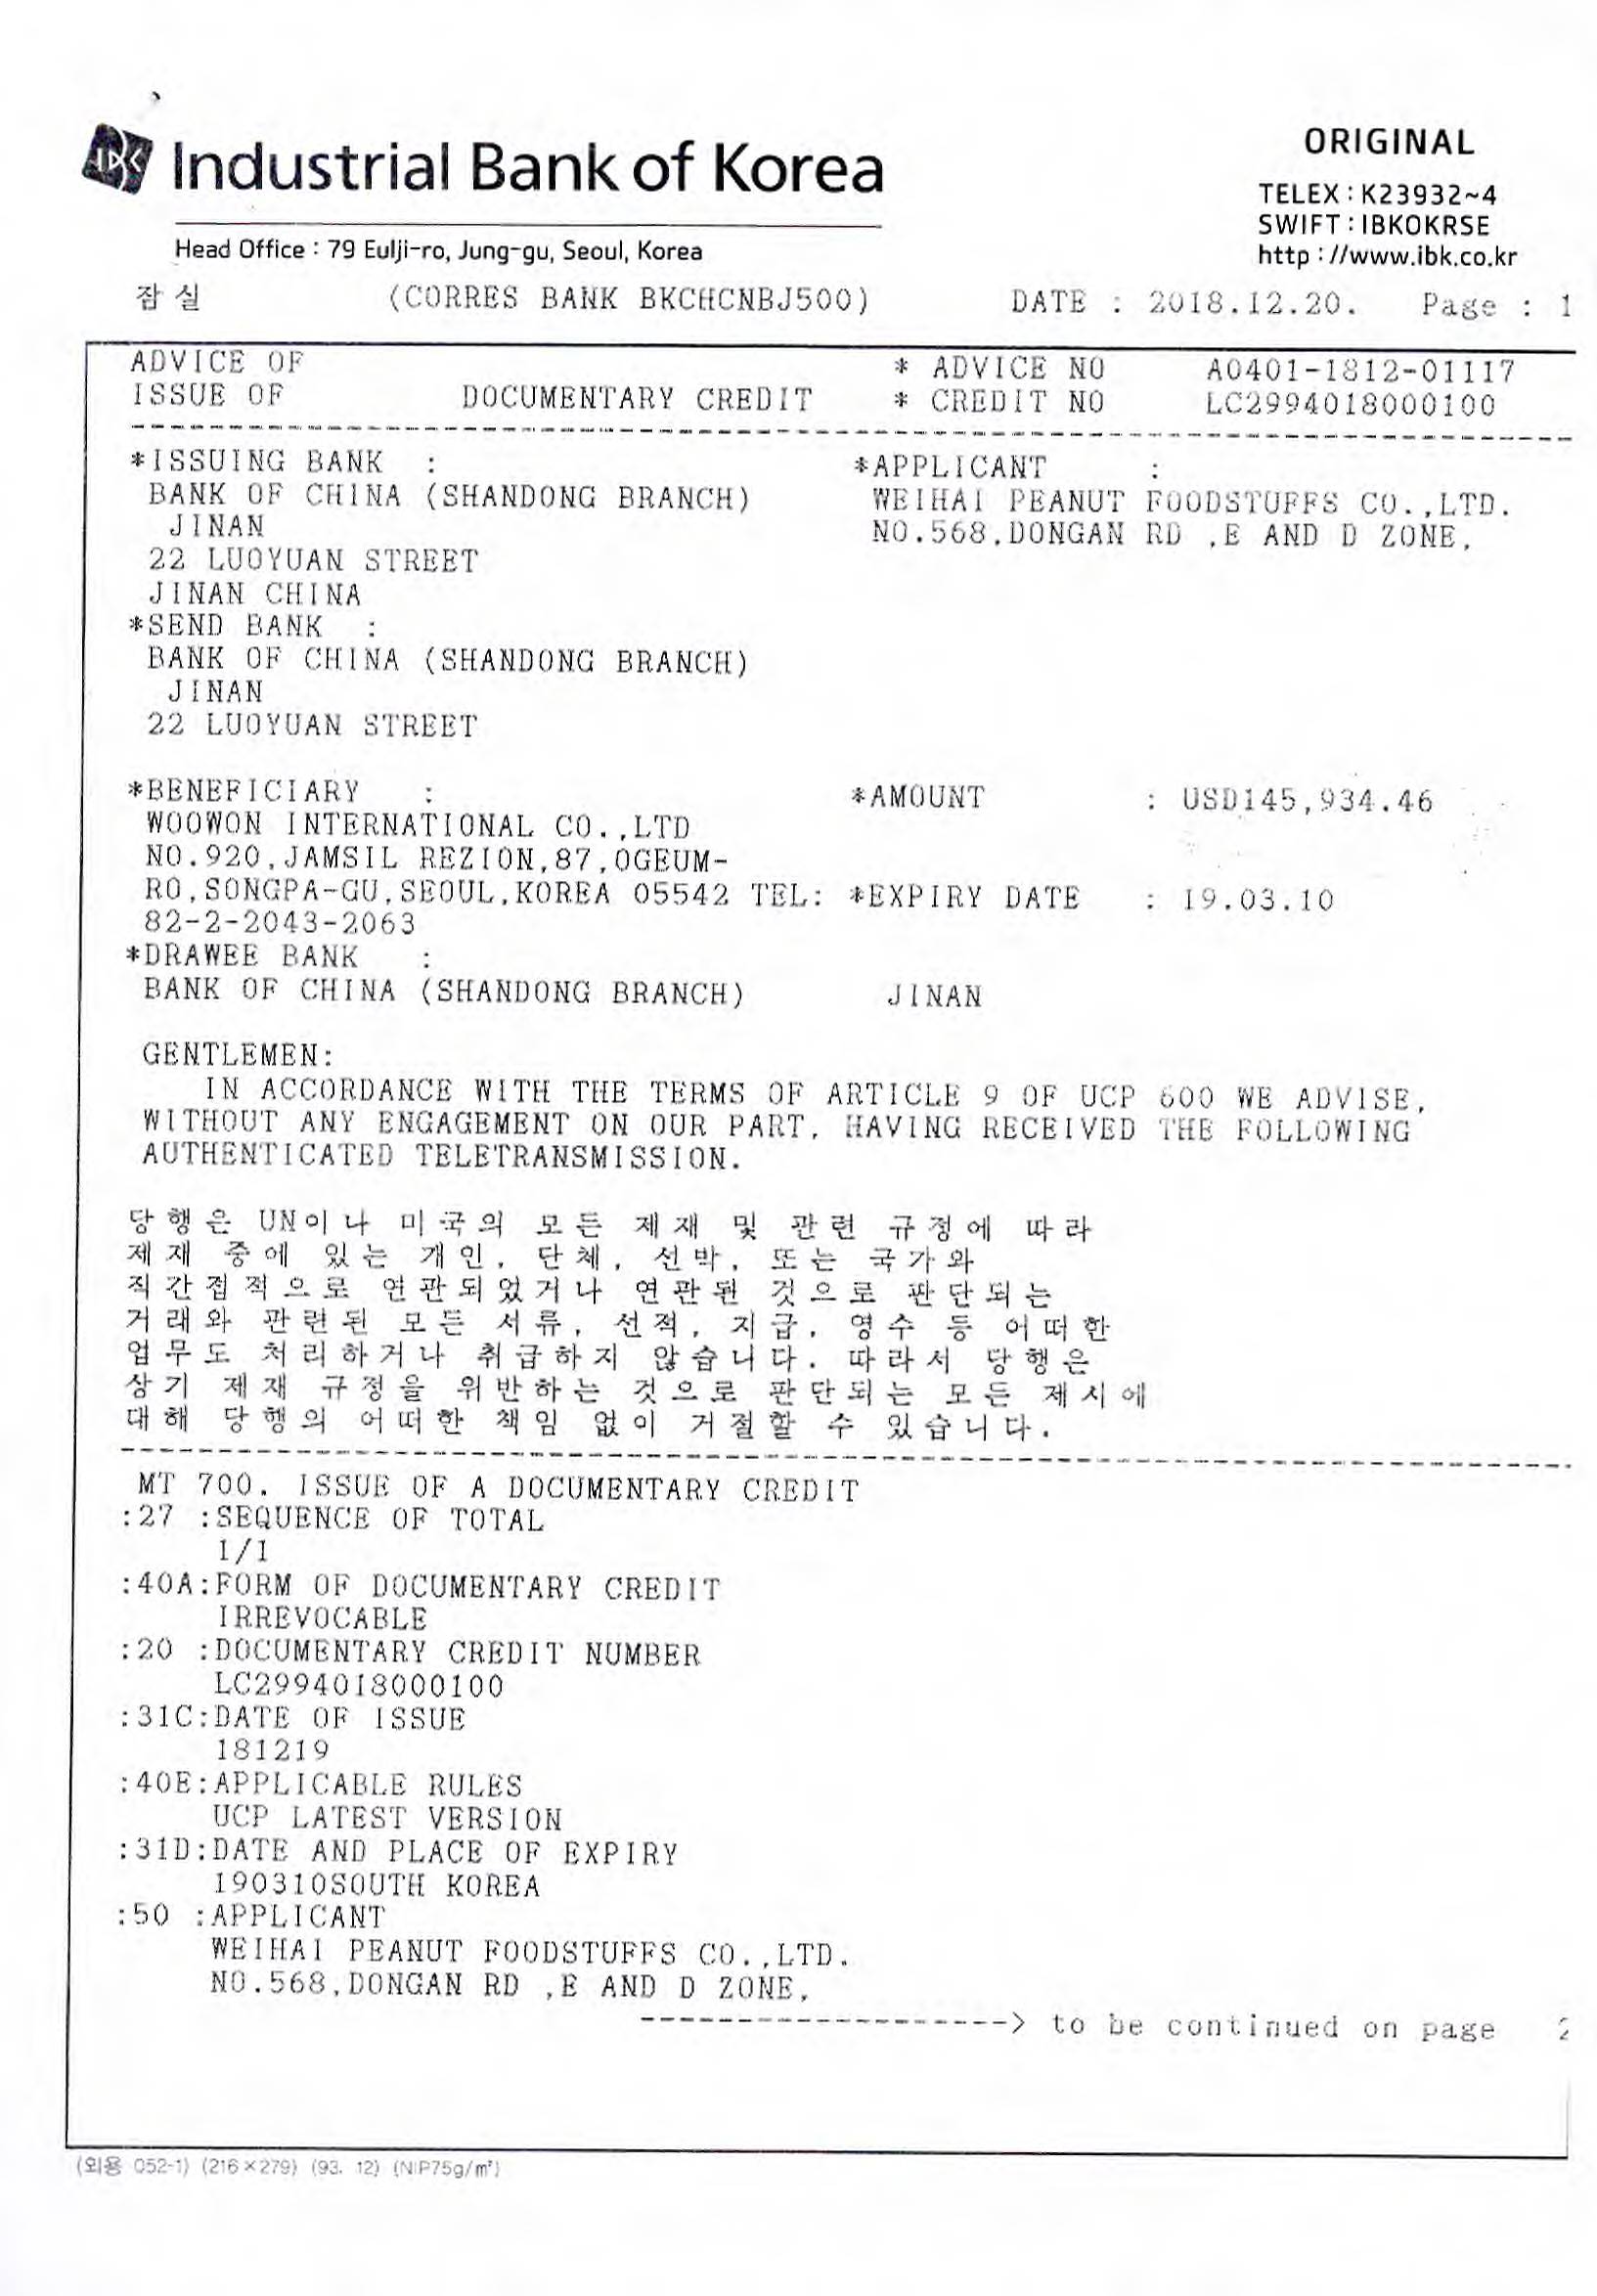 IBK Industrial Bank of Korea
ORIGINAL
TELEX : K23932~4
SWIFT : IBKOKRSE
http : //www.ibk.co.kr
Head Office : 79 Eulji-ro, Jung-gu, Seoul, Korea
잠실 (CORRES BANK BKCHCNBJ500) DATE : 2018.12.20. Page : 1
ADVICE OF * ADVICE NO A0401-1812-01117
ISSUE OF DOCUMENTARY CREDIT * CREDIT NO LC2994018000100
*ISSUING BANK : *APPLICANT :
BANK OF CHINA (SHANDONG BRANCH) WEIHAI PEANUT FOODSTUFFS CO.,LTD.
JINAN NO.568,DONGAN RD ,E AND D ZONE,
22 LUOYUAN STREET
JINAN CHINA
*SEND BANK :
BANK OF CHINA (SHANDONG BRANCH)
JINAN
22 LUOYUAN STREET
*BENEFICIARY : *AMOUNT : USD145,934.46
WOOWON INTERNATIONAL CO.,LTD
NO.920,JAMSIL REZION,87,OGEUM-
RO,SONGPA-GU,SEOUL,KOREA 05542 TEL: *EXPIRY DATE : 19.03.10
82-2-2043-2063
*DRAWEE BANK :
BANK OF CHINA (SHANDONG BRANCH) JINAN
GENTLEMEN:
IN ACCORDANCE WITH THE TERMS OF ARTICLE 9 OF UCP 600 WE ADVISE,
WITHOUT ANY ENGAGEMENT ON OUR PART, HAVING RECEIVED THE FOLLOWING
AUTHENTICATED TELETRANSMISSION.
당행은 UN이나 미국의 모든 제재 및 관련 규정에 따라
제재 중에 있는 개인, 단체, 선박, 또는 국가와
직간접적으로 연관되었거나 연관된 것으로 판단되는
거래와 관련된 모든 서류, 선적, 지급, 영수 등 어떠한
업무도 처리하거나 취급하지 않습니다. 따라서 당행은
상기 제재 규정을 위반하는 것으로 판단되는 모든 제시에
대해 당행의 어떠한 책임 없이 거절할 수 있습니다.
MT 700. ISSUE OF A DOCUMENTARY CREDIT
:27 :SEQUENCE OF TOTAL
1/1
:40A:FORM OF DOCUMENTARY CREDIT
IRREVOCABLE
:20 :DOCUMENTARY CREDIT NUMBER
LC2994018000100
:31C:DATE OF ISSUE
181219
:40E:APPLICABLE RULES
UCP LATEST VERSION
:31D:DATE AND PLACE OF EXPIRY
190310SOUTH KOREA
:50 :APPLICANT
WEIHAI PEANUT FOODSTUFFS CO.,LTD.
NO.568,DONGAN RD ,E AND D ZONE,
-------------------> to be continued on page 2
(외용 052-1) (216×279) (93. 12) (NIP75g/㎡)